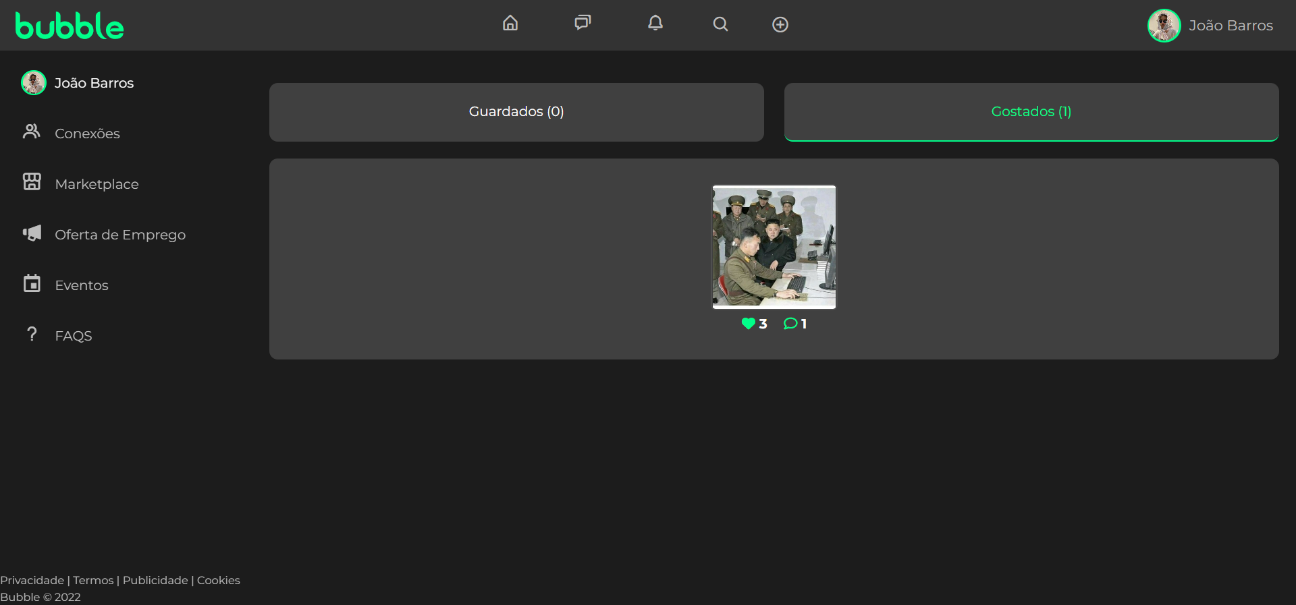 bubble
João Barros
João Barros
Conexões
Marketplace
Oferta de Emprego
Eventos
FAQS
Guardados (0)
Gostados (1)
3 1
Privacidade | Termos | Publicidade | Cookies
Bubble © 2022